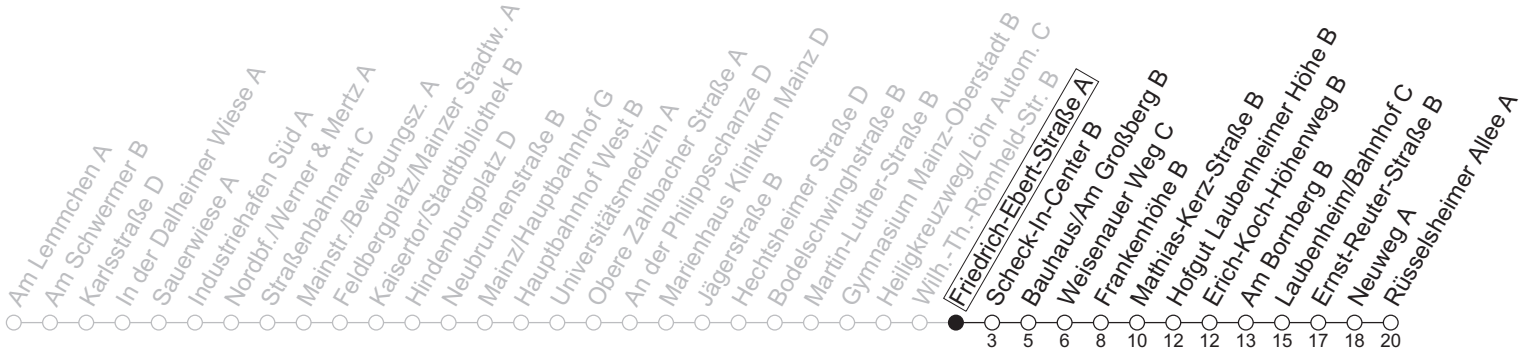 Am Lemmchen A
Am Schwermer B
Karlsstraße D
In der Dalheimer Wiese A
Sauerwiese A
Industriehafen Süd A
Nordbf./Werner & Mertz A
Straßenbahnamt C
Mainstr./Bewegungsz. A
Feldbergplatz/Mainzer Stadtw. A
Kaisertor/Stadtbibliothek B
Hindenburgplatz D
Neubrunnenstraße B
Mainz/Hauptbahnhof G
Hauptbahnhof West B
Universitätsmedizin A
Obere Zahlbacher Straße A
An der Philippsschanze D
Marienhaus Klinikum Mainz D
Jägerstraße B
Hechtsheimer Straße D
Bodelschwinghstraße B
Martin-Luther-Straße B
Gymnasium Mainz-Oberstadt B
Heiligkreuzweg/Löhr Autom. C
Wilh.-Th.-Römheld-Str. B
Friedrich-Ebert-Straße A
Scheck-In-Center B
Bauhaus/Am Großberg B
Weisenauer Weg C
Frankenhöhe B
Mathias-Kerz-Straße B
Hofgut Laubenheimer Höhe B
Erich-Koch-Höhenweg B
Am Bornberg B
Laubenheim/Bahnhof C
Ernst-Reuter-Straße B
Neuweg A
Rüsselsheimer Allee A
3 5 6 8 10 12 12 13 15 17 18 20